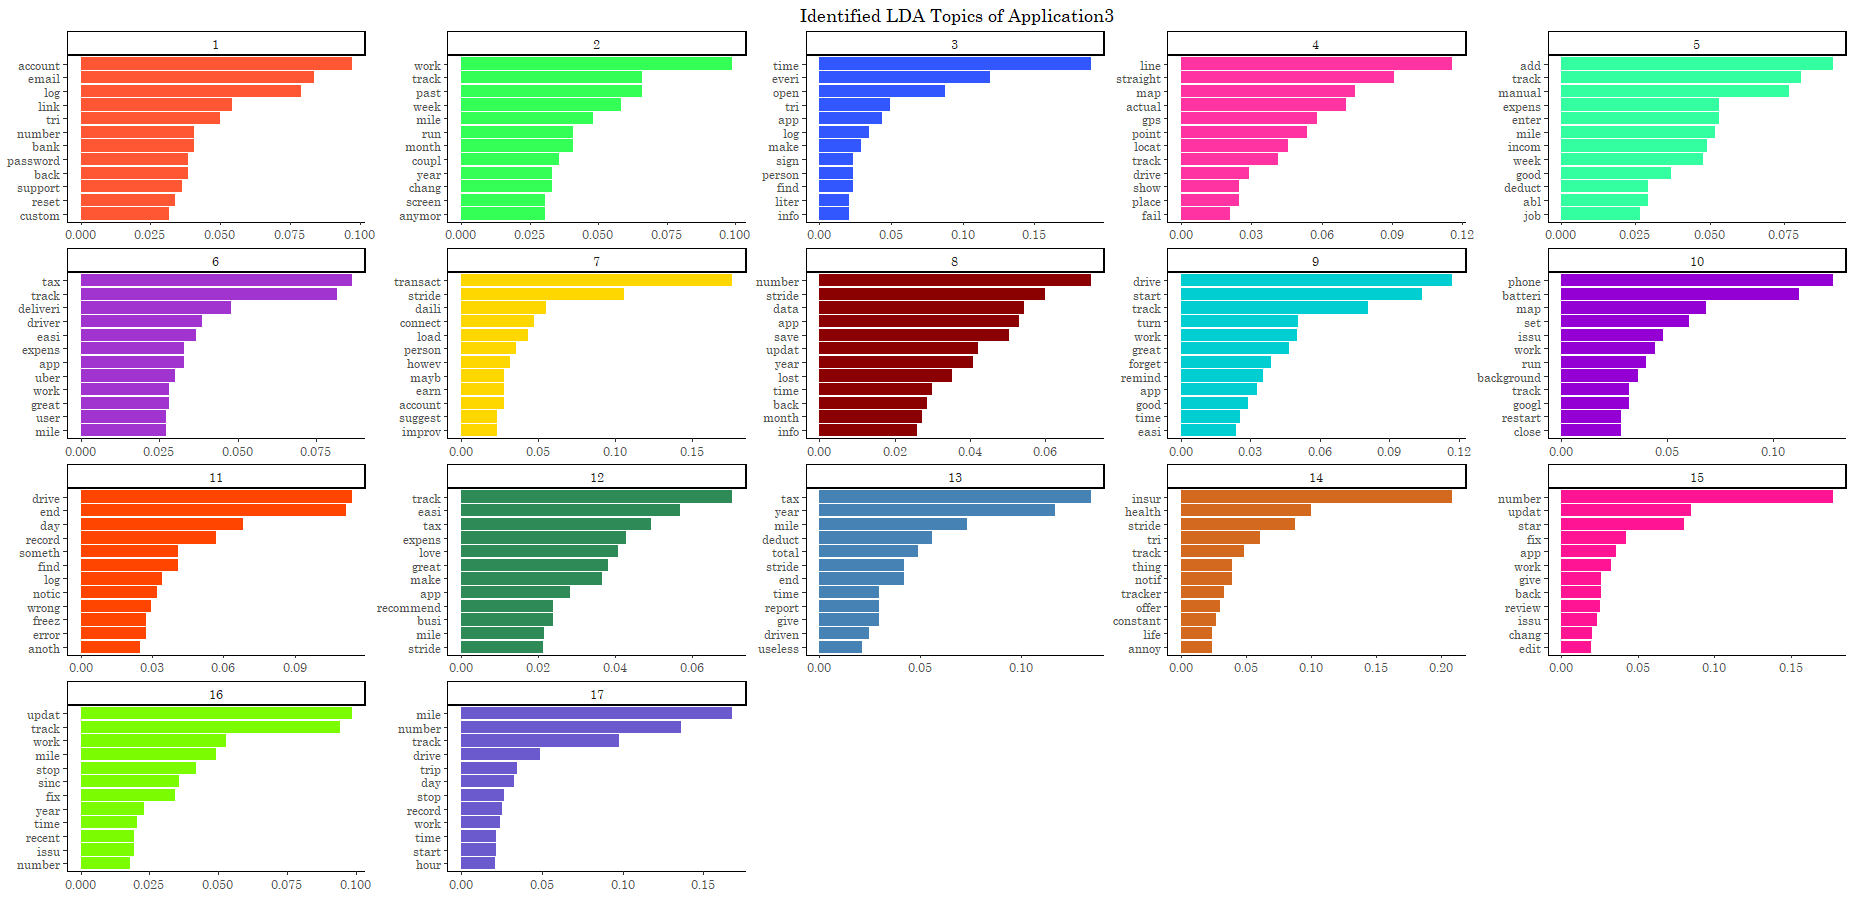 Identified LDA Topics of Application3
1
account
email
log
link
tri
number
bank
password
back
support
reset
custom
0.000 0.025 0.050 0.075 0.100
2
work
track
past
week
mile
run
month
coupl
year
chang
screen
anymor
0.000 0.025 0.050 0.075 0.100
3
time
everi
open
tri
app
log
make
sign
person
find
liter
info
0.00 0.05 0.10 0.15
4
line
straight
map
actual
gps
point
locat
track
drive
show
place
fail
0.00 0.03 0.06 0.09 0.12
5
add
track
manual
expens
enter
mile
incom
week
good
deduct
abl
job
0.000 0.025 0.050 0.075
6
tax
track
deliveri
driver
easi
expens
app
uber
work
great
user
mile
0.000 0.025 0.050 0.075
7
transact
stride
daili
connect
load
person
howev
mayb
earn
account
suggest
improv
0.00 0.05 0.10 0.15
8
number
stride
data
app
save
updat
year
lost
time
back
month
info
0.00 0.02 0.04 0.06
9
drive
start
track
turn
work
great
forget
remind
app
good
time
easi
0.00 0.03 0.06 0.09 0.12
10
phone
batteri
map
set
issu
work
run
background
track
googl
restart
close
0.00 0.05 0.10
11
drive
end
day
record
someth
find
log
notic
wrong
freez
error
anoth
0.00 0.03 0.06 0.09
12
track
easi
tax
expens
love
great
make
app
recommend
busi
mile
stride
0.00 0.02 0.04 0.06
13
tax
year
mile
deduct
total
stride
end
time
report
give
driven
useless
0.00 0.05 0.10
14
insur
health
stride
tri
track
thing
notif
tracker
offer
constant
life
annoy
0.00 0.05 0.10 0.15 0.20
15
number
updat
star
fix
app
work
give
back
review
issu
chang
edit
0.00 0.05 0.10 0.15
16
updat
track
work
mile
stop
sinc
fix
year
time
recent
issu
number
0.000 0.025 0.050 0.075 0.100
17
mile
number
track
drive
trip
day
stop
record
work
time
start
hour
0.00 0.05 0.10 0.15